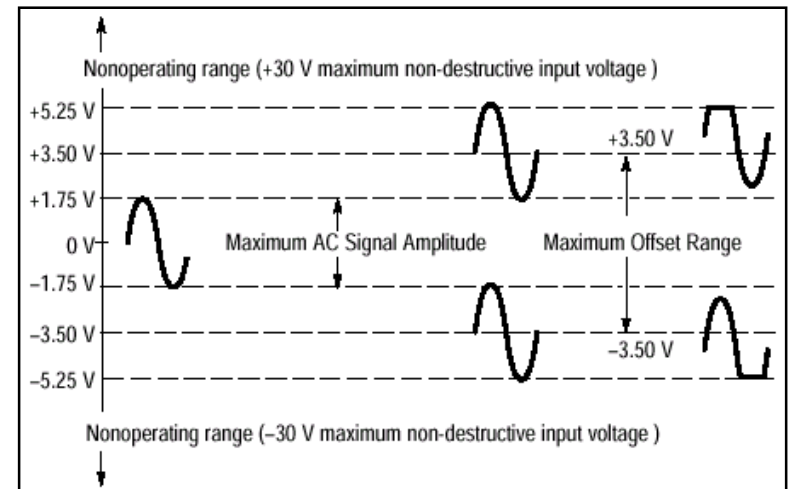 Nonoperating range (+30 V maximum non-destructive input voltage )
+5.25 V
+3.50 V
+3.50 V
+1.75 V
0 V
Maximum AC Signal Amplitude
Maximum Offset Range
−1.75 V
−3.50 V
−3.50 V
−5.25 V
Nonoperating range (−30 V maximum non-destructive input voltage )